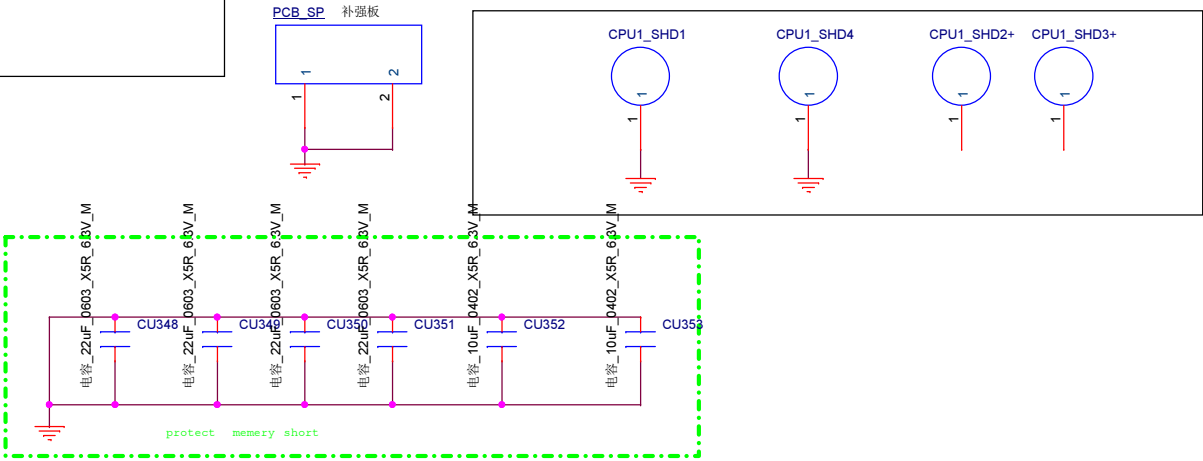 PCB_SP 补强板
CPU1_SHD1
CPU1_SHD4
CPU1_SHD2+
CPU1_SHD3+
1
2
1
1
1
1
1
2
1
1
1
1
电容_22uF_0603_X5R_6.3V_M
电容_22uF_0603_X5R_6.3V_M
电容_22uF_0603_X5R_6.3V_M
电容_22uF_0603_X5R_6.3V_M
电容_10uF_0402_X5R_6.3V_M
电容_10uF_0402_X5R_6.3V_M
CU348
CU349
CU350
CU351
CU352
CU353
protect memery short